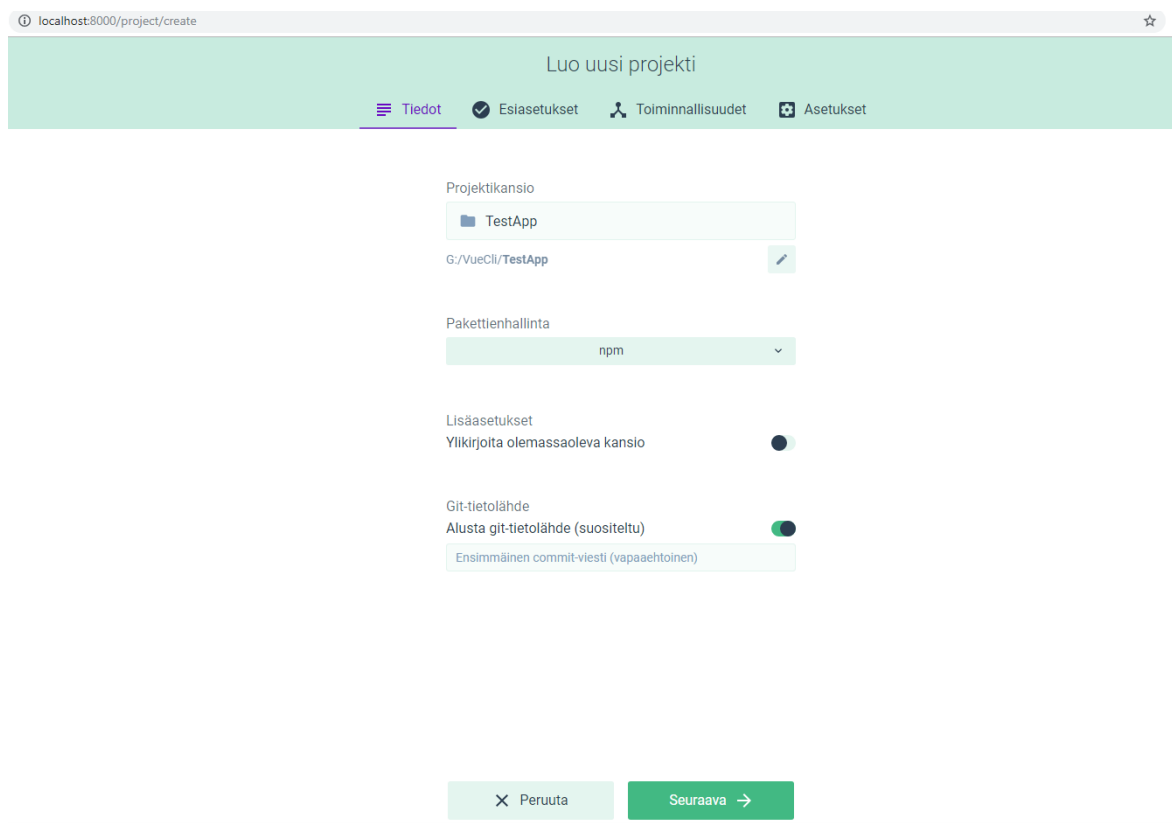 localhost:8000/project/create
Luo uusi projekti
Tiedot Esiasetukset Toiminnallisuudet Asetukset
Projektikansio
TestApp
G:/VueCli/TestApp
Pakettienhallinta
npm
Lisäasetukset
Ylikirjoita olemassaoleva kansio
Git-tietolähde
Alusta git-tietolähde (suositeltu)
Ensimmäinen commit-viesti (vapaaehtoinen)
Peruuta Seuraava